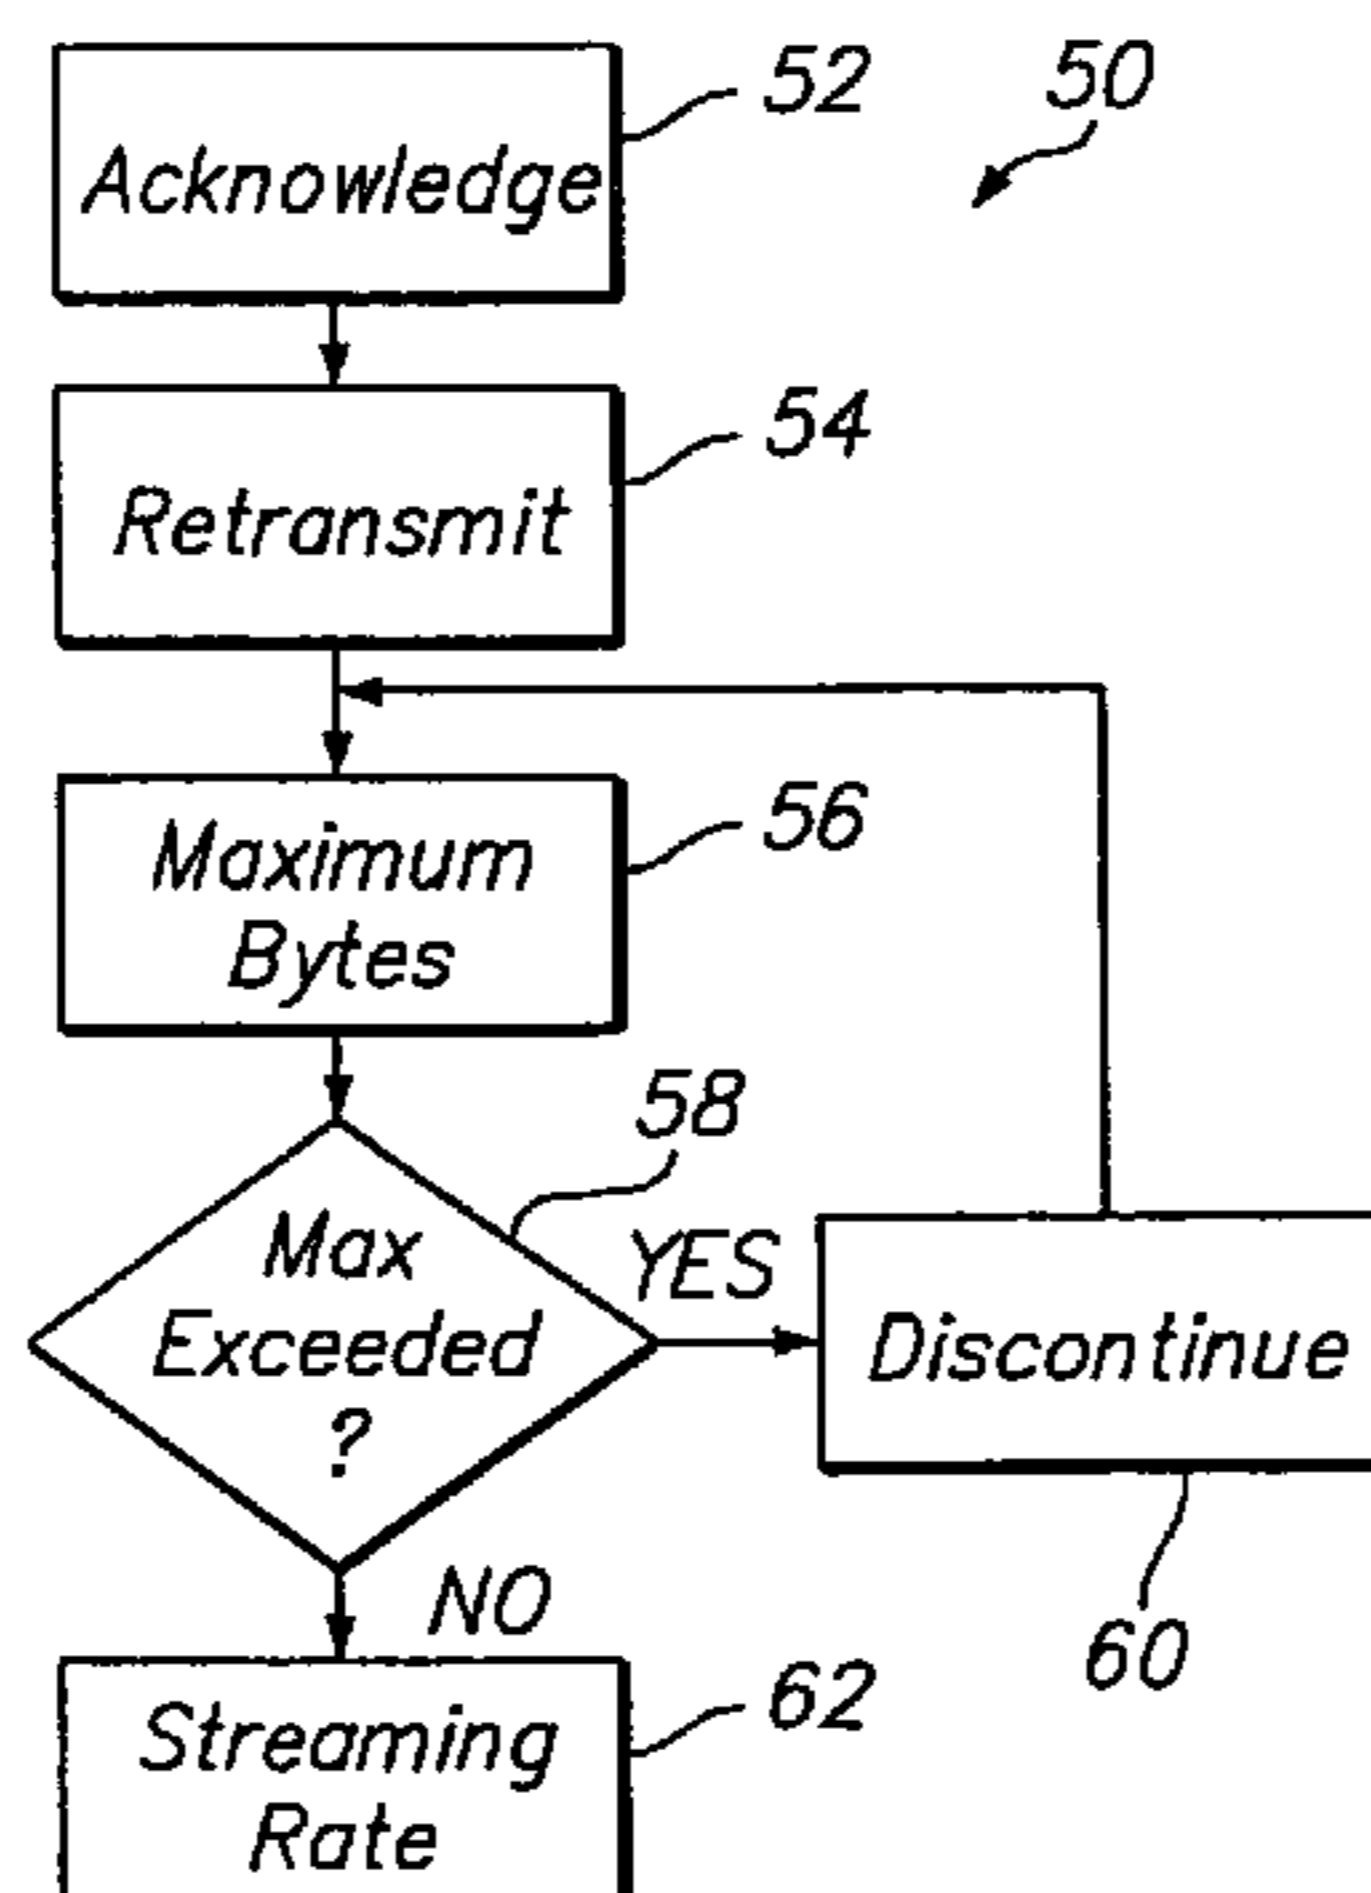 52
50
Acknowledge
54
Retransmit
56
Maximum
Bytes
58
Max
Exceeded
?
YES
Discontinue
NO
60
62
Streaming
Rate